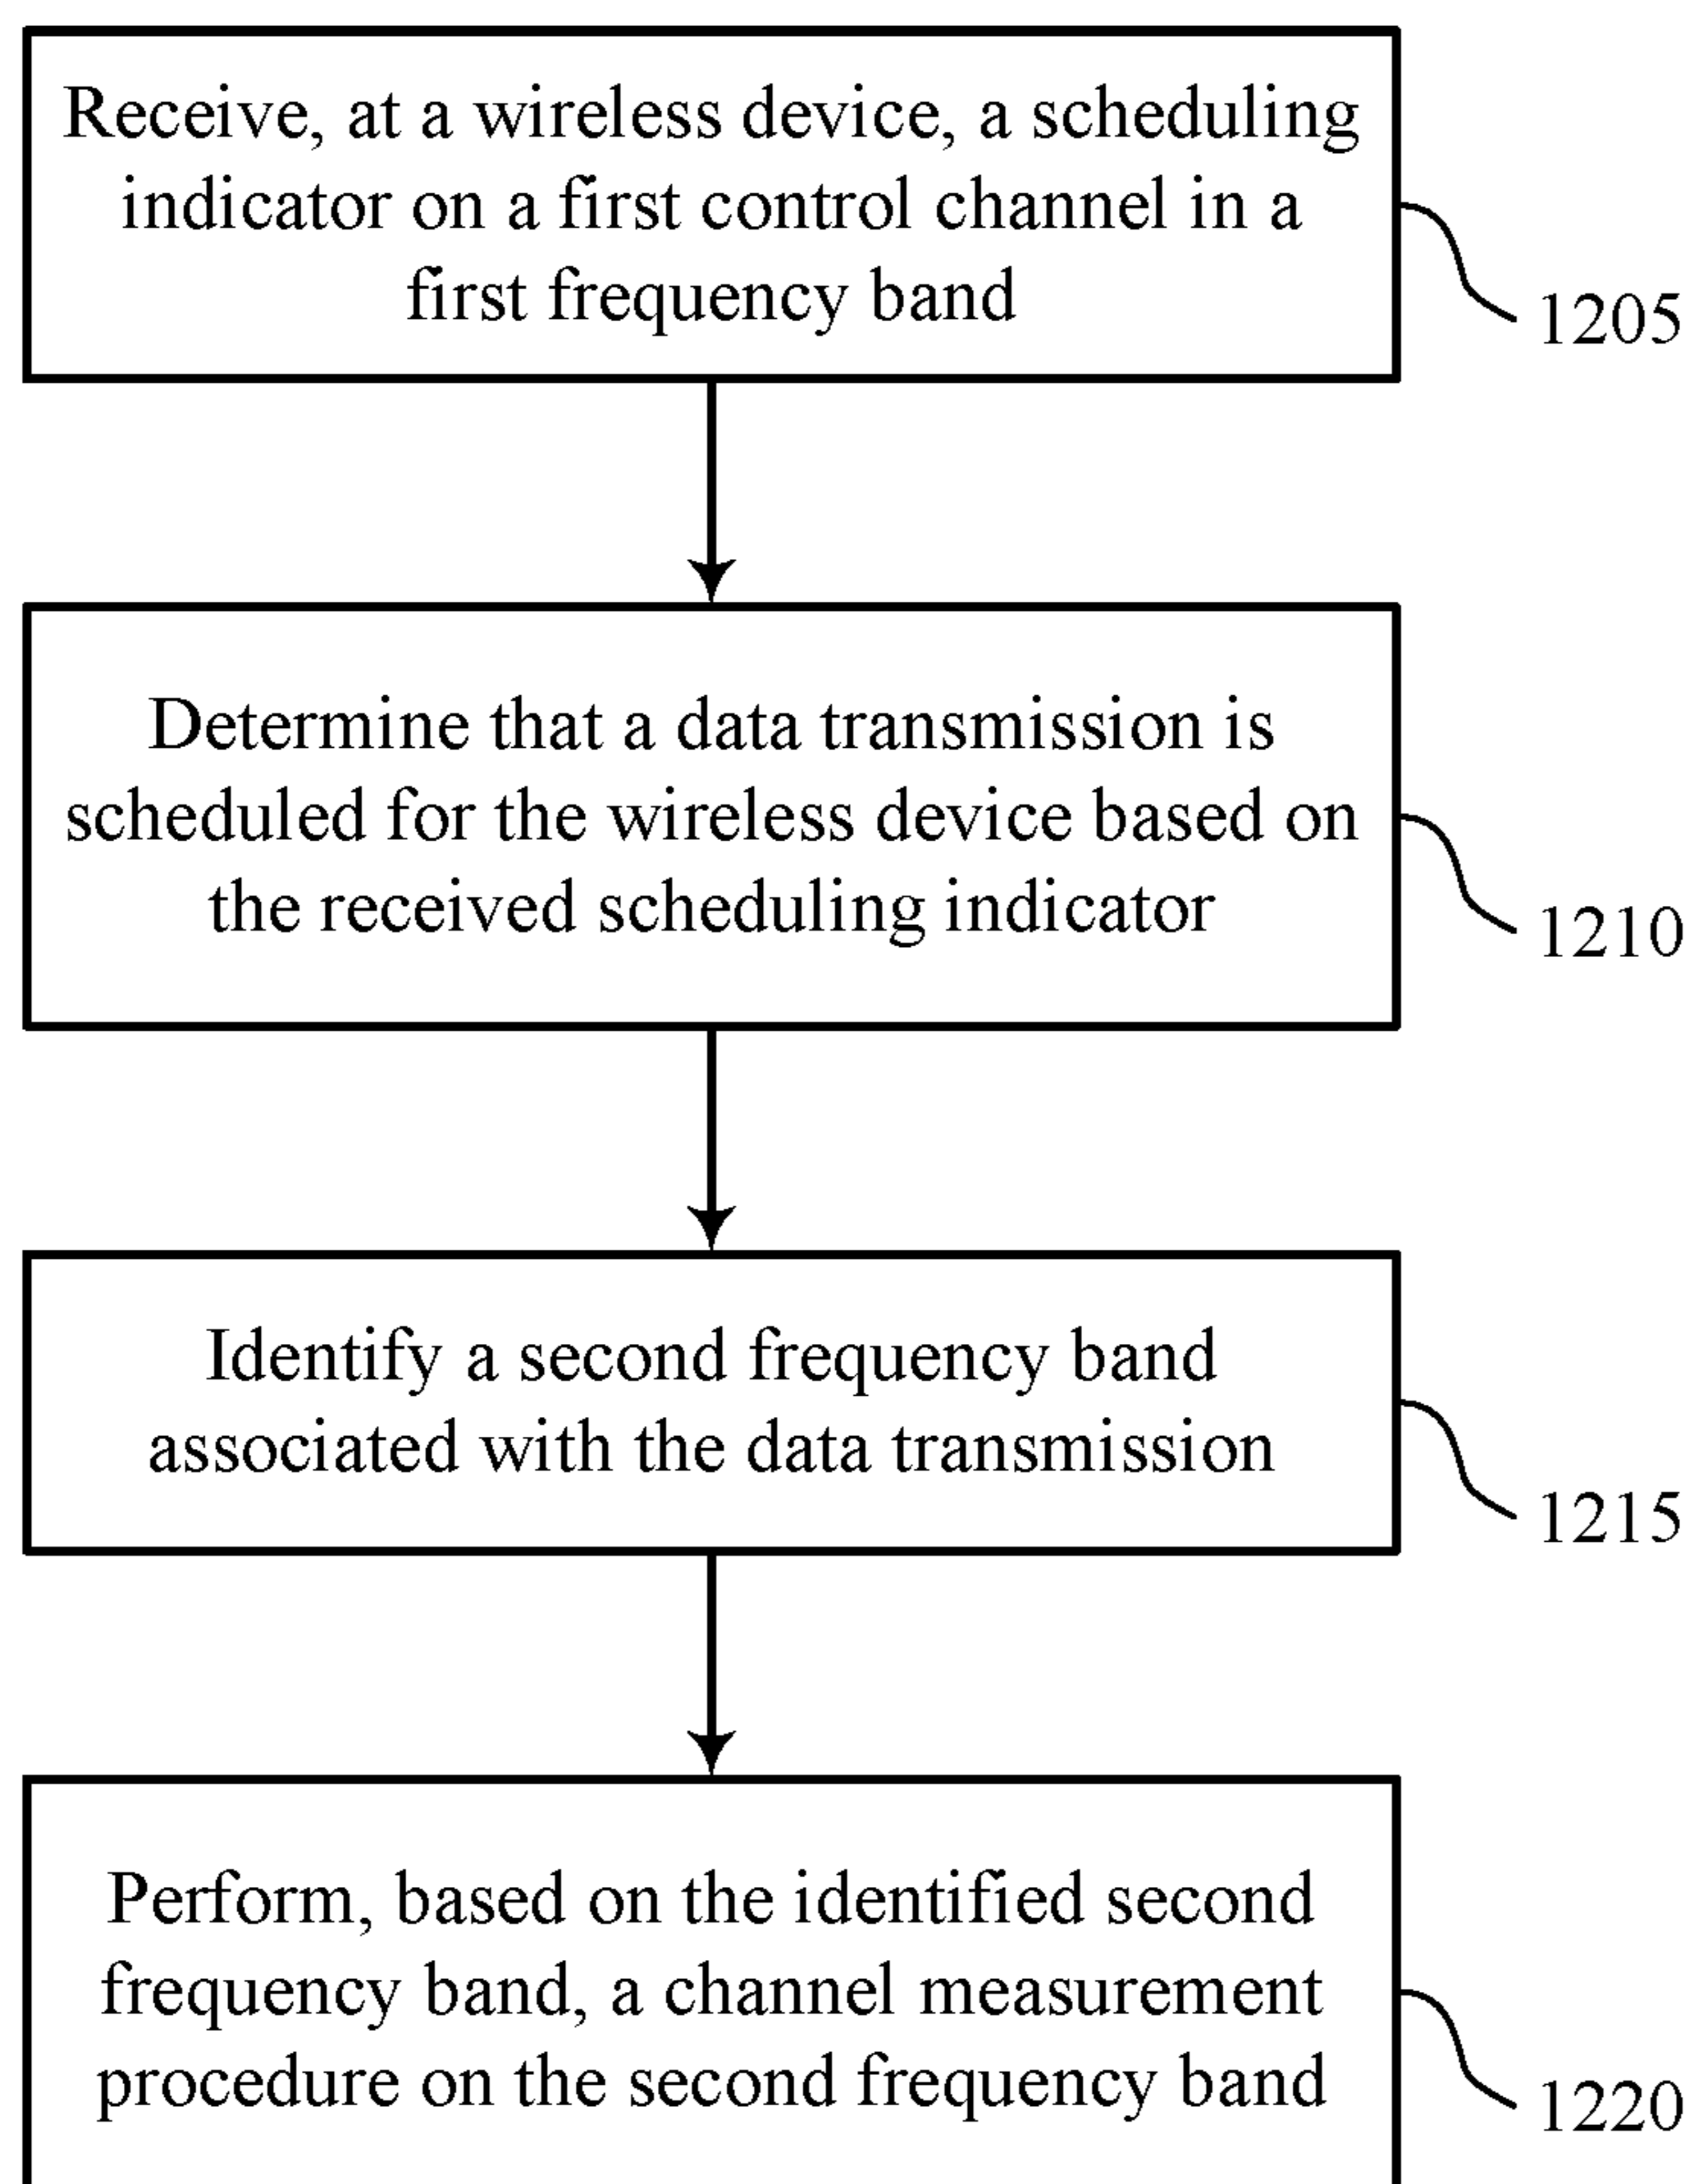 Receive, at a wireless device, a scheduling
indicator on a first control channel in a
first frequency band
1205
Determine that a data transmission is
scheduled for the wireless device based on
the received scheduling indicator
1210
Identify a second frequency band
associated with the data transmission
1215
Perform, based on the identified second
frequency band, a channel measurement
procedure on the second frequency band
1220